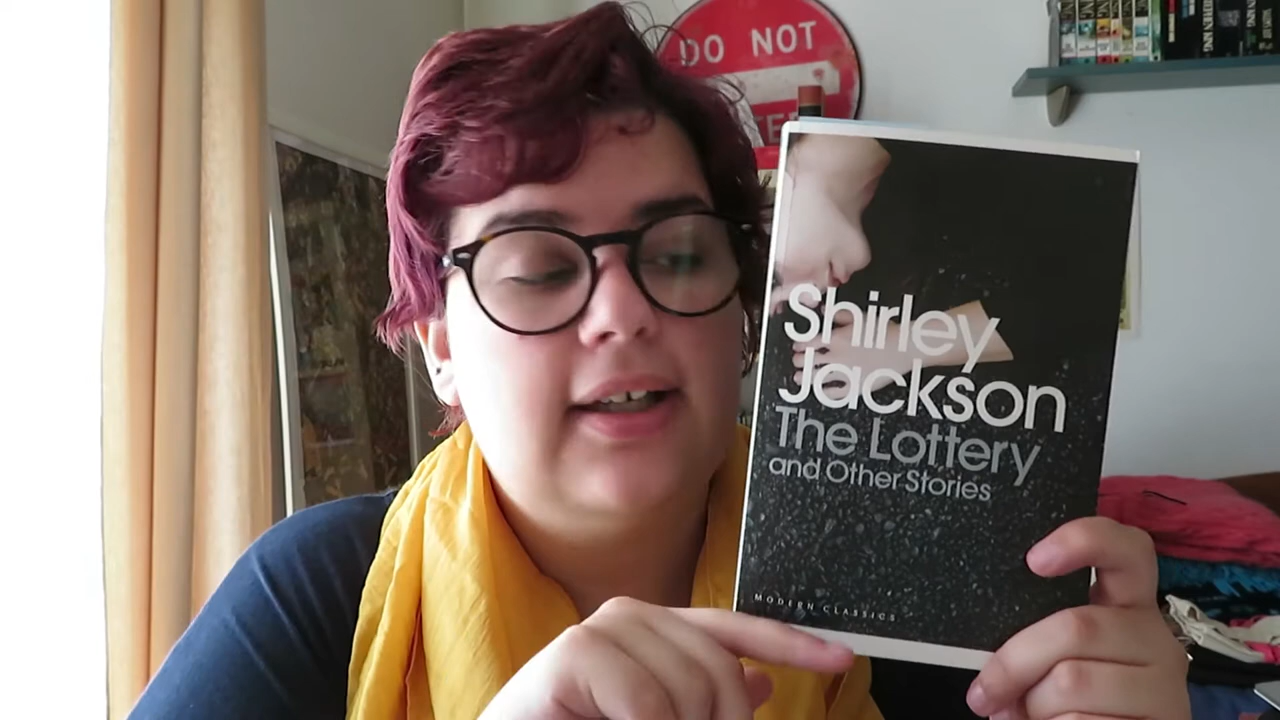 DO NOT
Shirley
Jackson
The Lottery
and Other Stories
MODERN CLASSICS